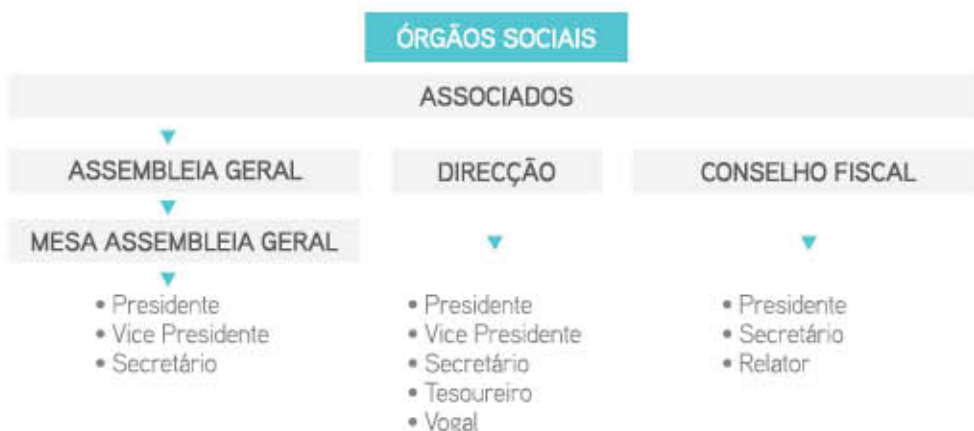 ÓRGÃOS SOCIAIS
ASSOCIADOS
ASSEMBLEIA GERAL
MESA ASSEMBLEIA GERAL
• Presidente
• Vice Presidente
• Secretário
DIRECÇÃO
• Presidente
• Vice Presidente
• Secretário
• Tesoureiro
• Vogal
CONSELHO FISCAL
• Presidente
• Secretário
• Relator